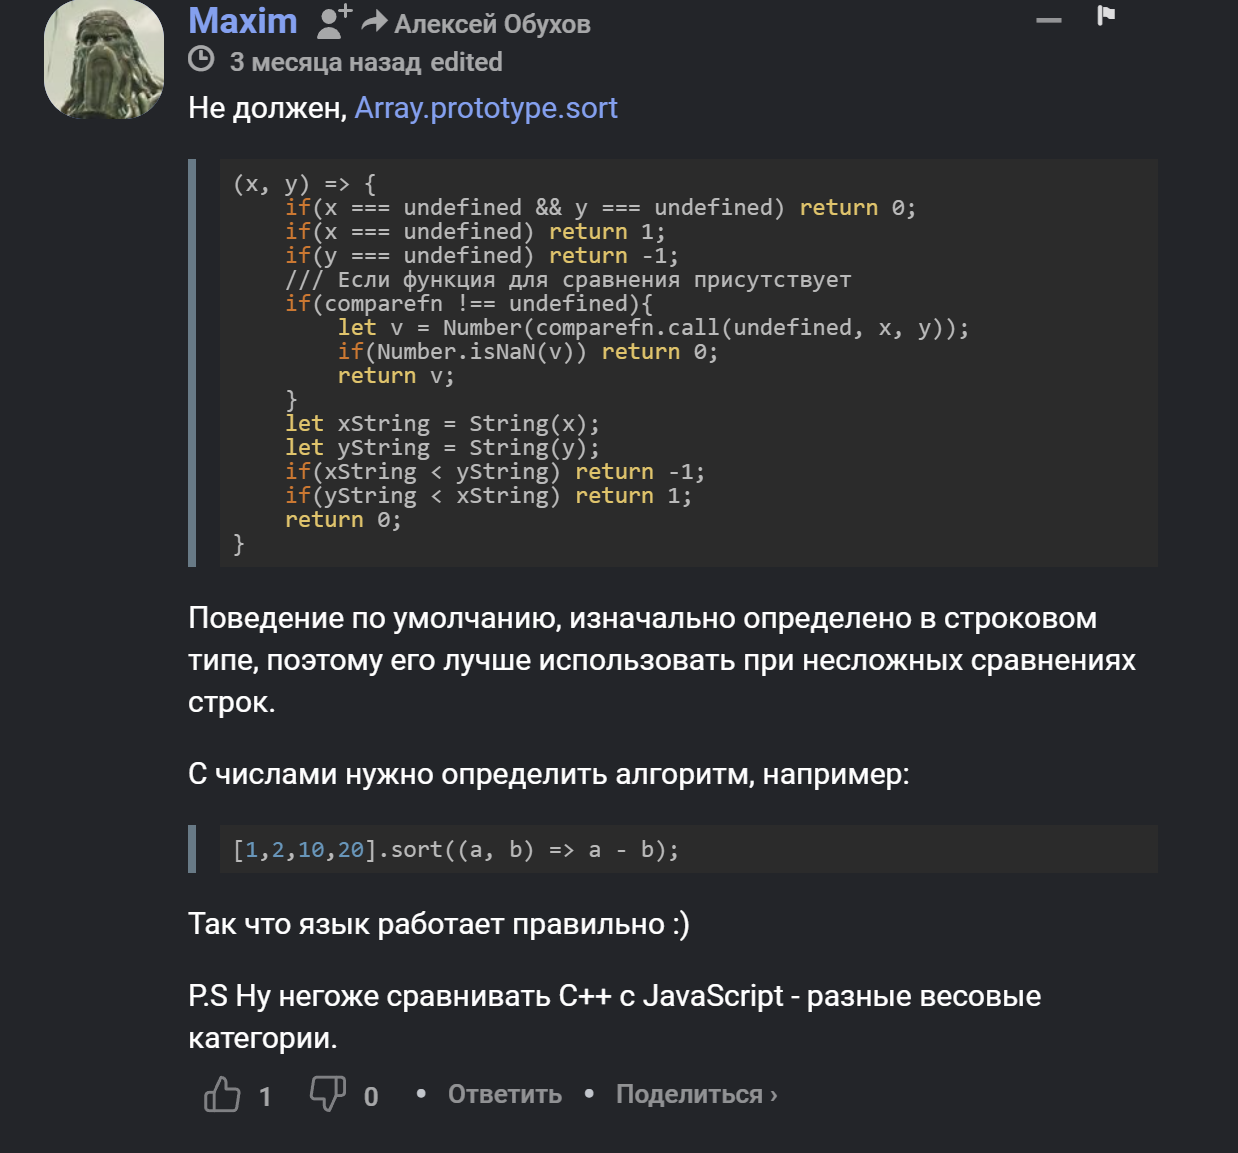 Maxim Алексей Обухов
3 месяца назад edited
Не должен, Array.prototype.sort
(x, y) => {
    if(x === undefined && y === undefined) return 0;
    if(x === undefined) return 1;
    if(y === undefined) return -1;
    /// Если функция для сравнения присутствует
    if(comparefn !== undefined){
        let v = Number(comparefn.call(undefined, x, y));
        if(Number.isNaN(v)) return 0;
        return v;
    }
    let xString = String(x);
    let yString = String(y);
    if(xString < yString) return -1;
    if(yString < xString) return 1;
    return 0;
}
Поведение по умолчанию, изначально определено в строковом
типе, поэтому его лучше использовать при несложных сравнениях
строк.
С числами нужно определить алгоритм, например:
[1,2,10,20].sort((a, b) => a - b);
Так что язык работает правильно :)
P.S Ну негоже сравнивать C++ с JavaScript - разные весовые
категории.
1 0 • Ответить • Поделиться ›